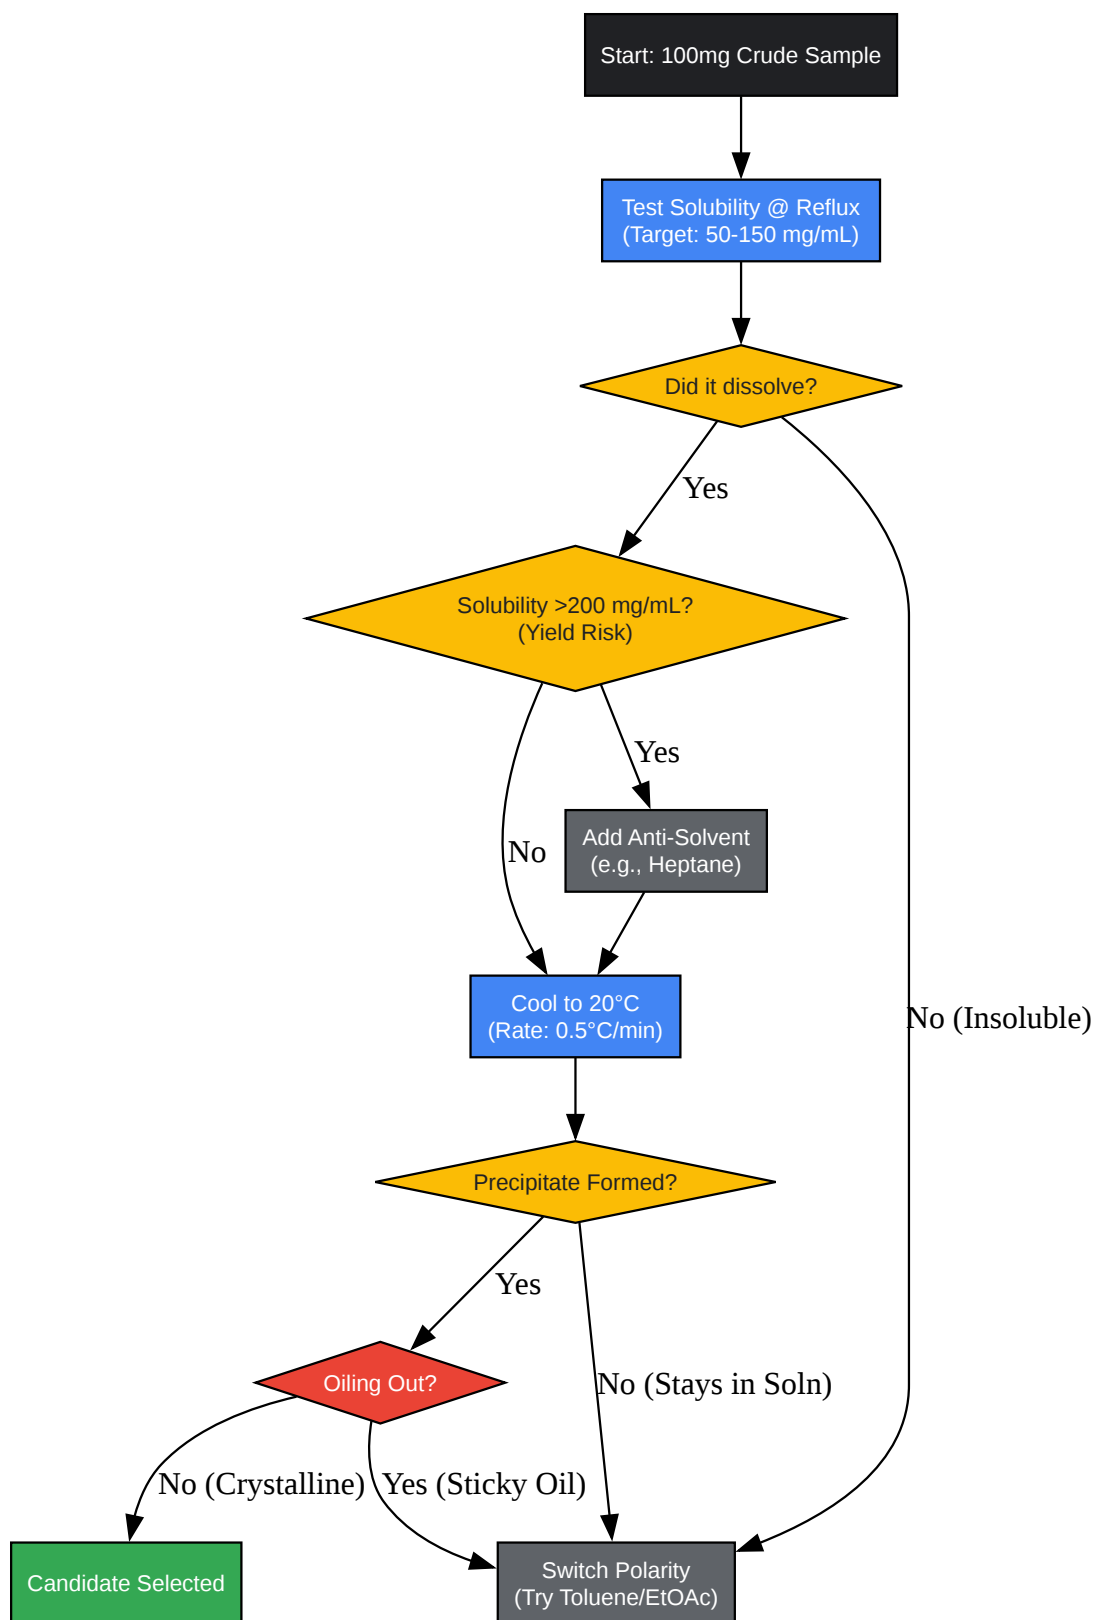 Start: 100mg Crude Sample
Test Solubility @ Reflux
(Target: 50-150 mg/mL)
Did it dissolve?
Yes
Solubility >200 mg/mL?
(Yield Risk)
Yes
Add Anti-Solvent
(e.g., Heptane)
No
Cool to 20°C
(Rate: 0.5°C/min)
No (Insoluble)
Precipitate Formed?
Yes
Oiling Out?
No (Stays in Soln)
No (Crystalline)
Yes (Sticky Oil)
Candidate Selected
Switch Polarity
(Try Toluene/EtOAc)